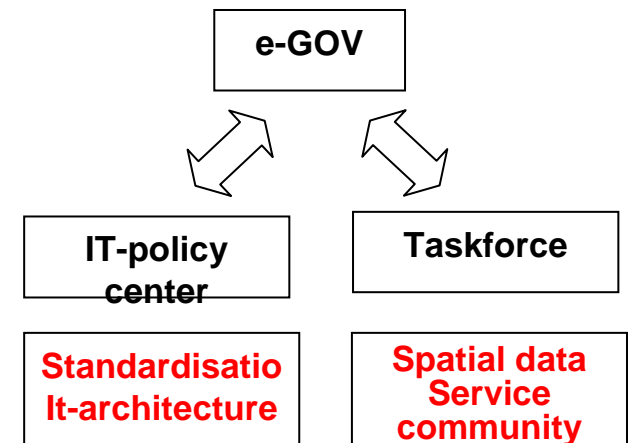 e-GOV
IT-policy
center
Taskforce
Standardisatio
It-architecture
Spatial data
Service
community